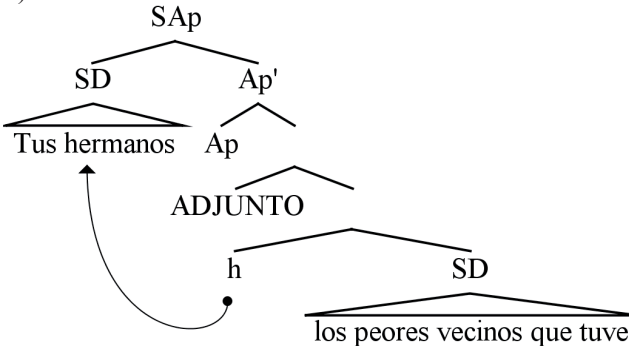 )
SAp
SD Ap'
Tus hermanos Ap
ADJUNTO
h SD
los peores vecinos que tuve